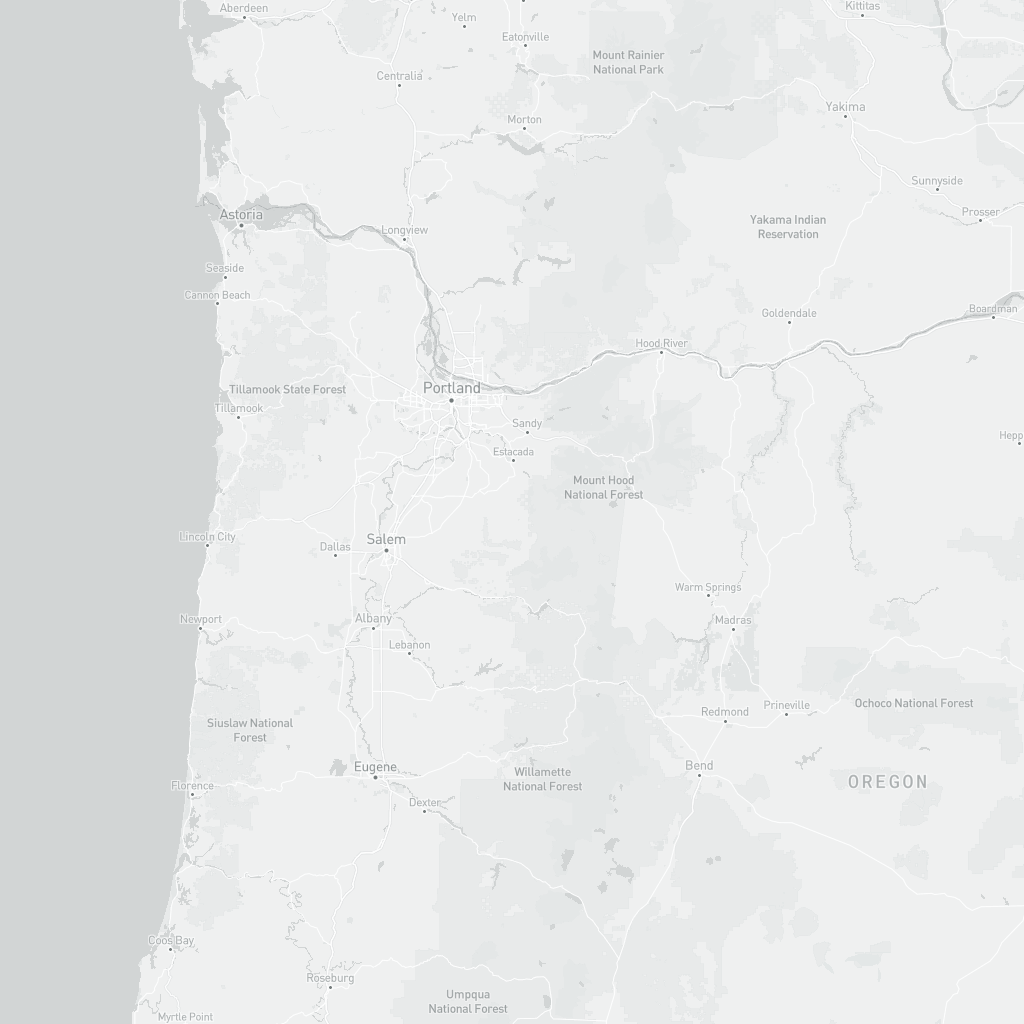 Aberdeen
Yelm
Kittitas
Eatonville
Mount Rainier
National Park
Centralia
Yakima
Morton
Sunnyside
Astoria
Yakama Indian
Reservation
Prosser
Longview
Seaside
Cannon Beach
Goldendale
Boardman
Hood River
Portland
Tillamook State Forest
Tillamook
Sandy
Hepp
Estacada
Mount Hood
National Forest
Lincoln City
Dallas
Salem
Warm Springs
Newport
Albany
Madras
Lebanon
Redmond
Prineville
Ochoco National Forest
Siuslaw National
Forest
Eugene
Bend
Willamette
National Forest
OREGON
Florence
Dexter
Coos Bay
Roseburg
Umpqua
National Forest
Myrtle Point